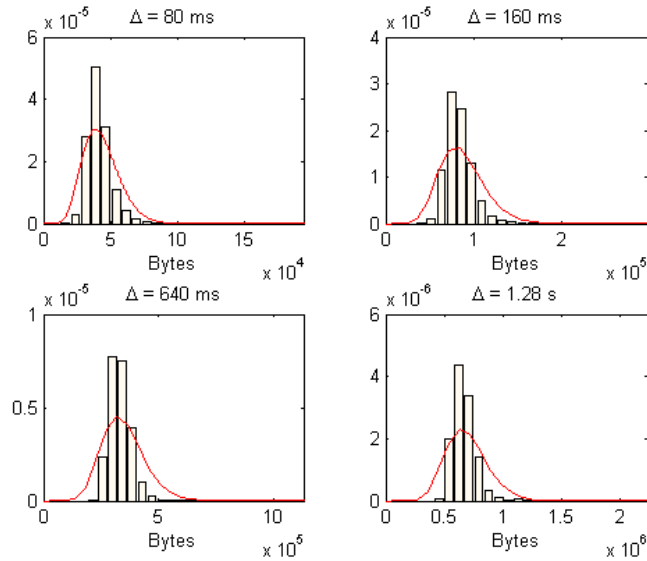 x 10^-5 Δ = 80 ms
6
4
2
0
0 5 10 15
Bytes x 10^4
x 10^-5 Δ = 160 ms
4
3
2
1
0
0 1 2
Bytes x 10^5
x 10^-5 Δ = 640 ms
1
0.5
0
0 5 10
Bytes x 10^5
x 10^-6 Δ = 1.28 s
6
4
2
0
0 0.5 1 1.5 2
Bytes x 10^6